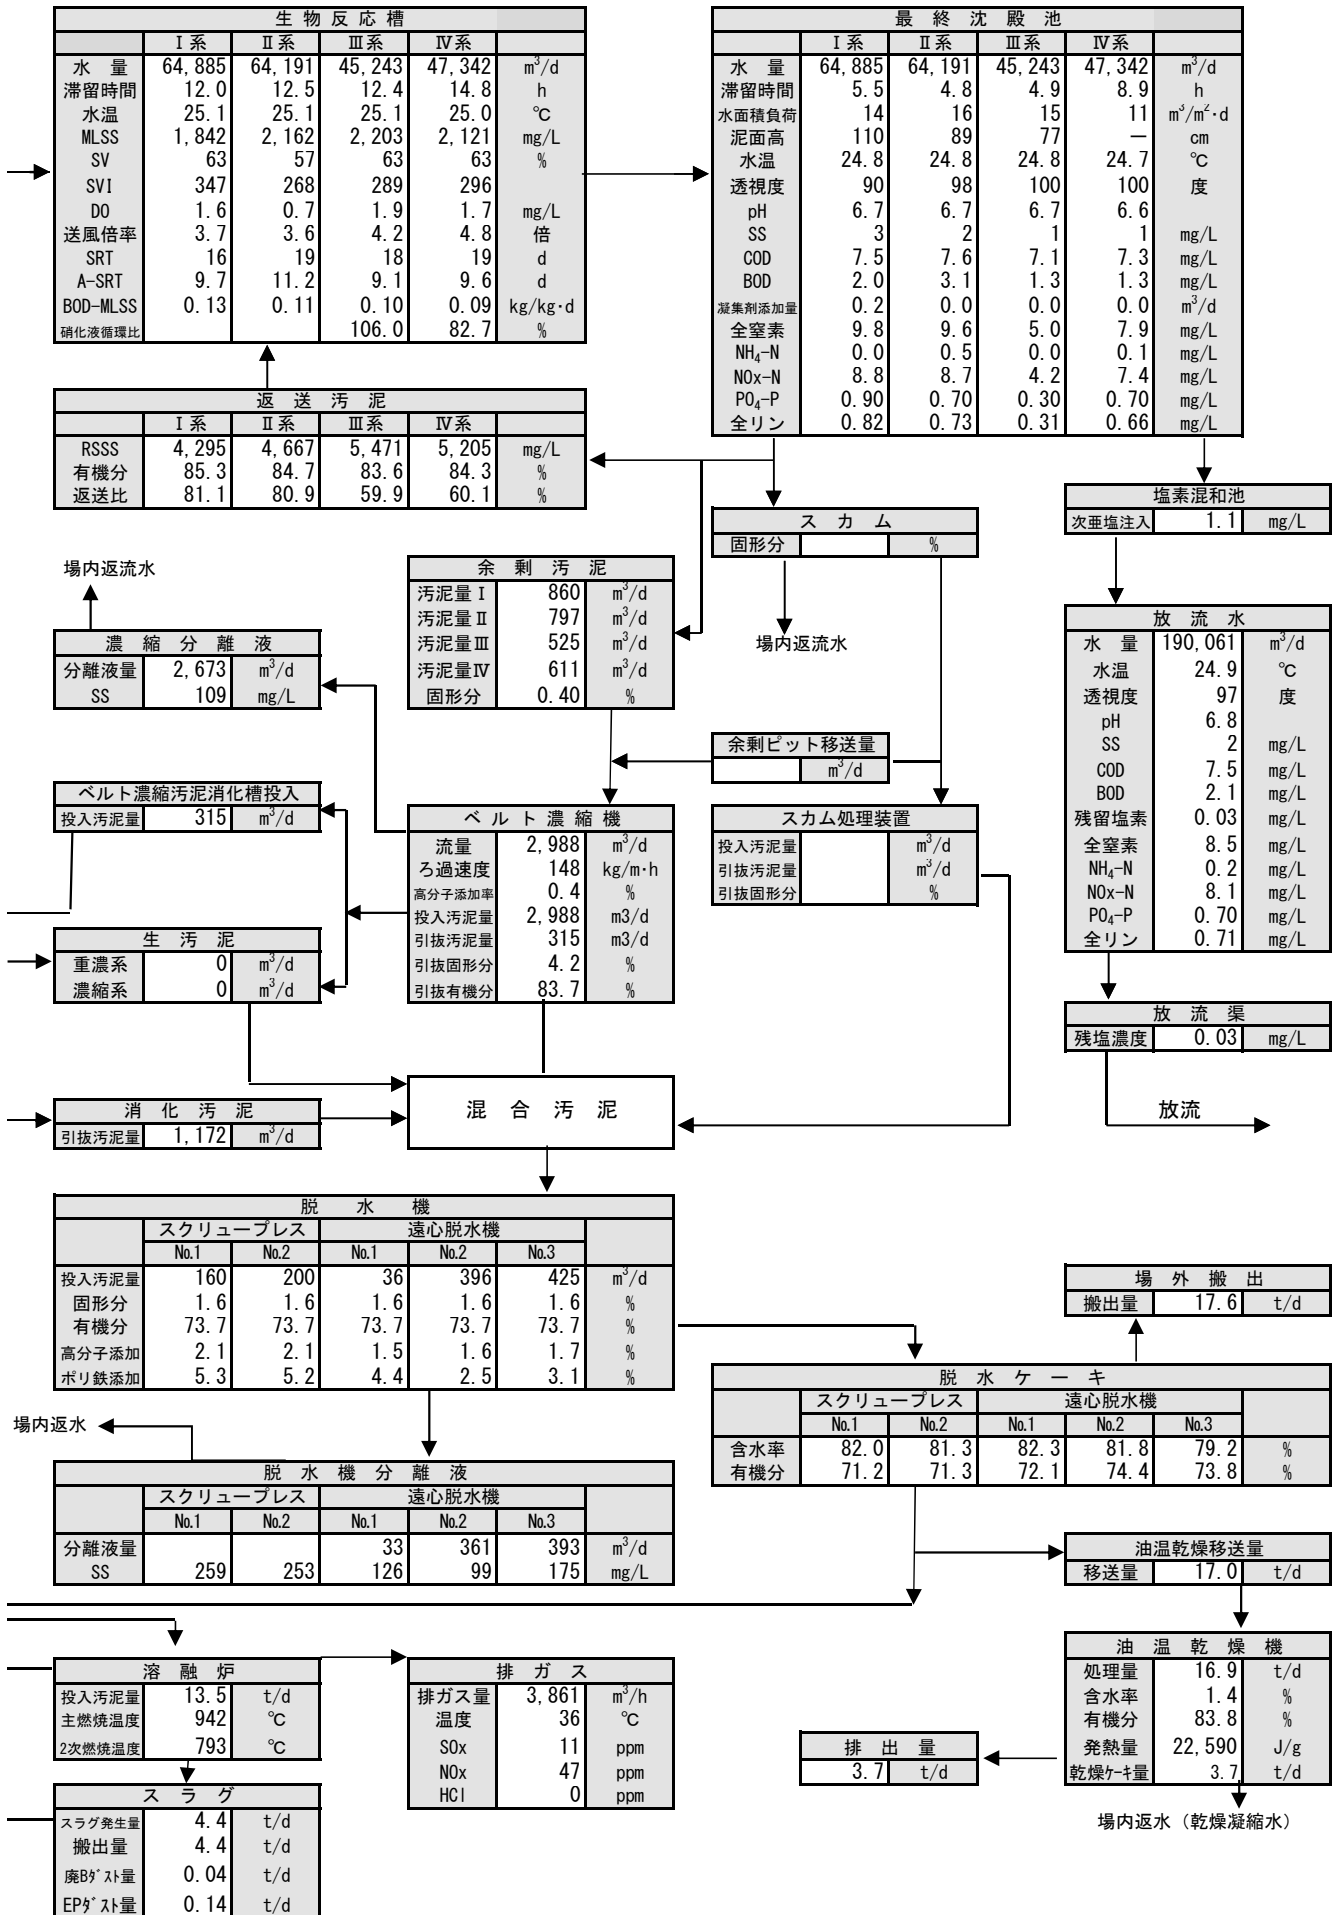 生物反応槽
Ⅰ系 Ⅱ系 Ⅲ系 Ⅳ系
水 量 64,885 64,191 45,243 47,342 m³/d
滞留時間 12.0 12.5 12.4 14.8 h
水温 25.1 25.1 25.1 25.0 ℃
MLSS 1,842 2,162 2,203 2,121 mg/L
SV 63 57 63 63 %
SVI 347 268 289 296
DO 1.6 0.7 1.9 1.7 mg/L
送風倍率 3.7 3.6 4.2 4.8 倍
SRT 16 19 18 19 d
A-SRT 9.7 11.2 9.1 9.6 d
BOD-MLSS 0.13 0.11 0.10 0.09 kg/kg･d
硝化液循環比 106.0 82.7 %
最終沈殿池
Ⅰ系 Ⅱ系 Ⅲ系 Ⅳ系
水 量 64,885 64,191 45,243 47,342 m³/d
滞留時間 5.5 4.8 4.9 8.9 h
水面積負荷 14 16 15 11 m³/m²･d
泥面高 110 89 77 － cm
水温 24.8 24.8 24.8 24.7 ℃
透視度 90 98 100 100 度
pH 6.7 6.7 6.7 6.6
SS 3 2 1 1 mg/L
COD 7.5 7.6 7.1 7.3 mg/L
BOD 2.0 3.1 1.3 1.3 mg/L
凝集剤添加量 0.2 0.0 0.0 0.0 m³/d
全窒素 9.8 9.6 5.0 7.9 mg/L
NH₄-N 0.0 0.5 0.0 0.1 mg/L
NOx-N 8.8 8.7 4.2 7.4 mg/L
PO₄-P 0.90 0.70 0.30 0.70 mg/L
全リン 0.82 0.73 0.31 0.66 mg/L
返送汚泥
Ⅰ系 Ⅱ系 Ⅲ系 Ⅳ系
RSSS 4,295 4,667 5,471 5,205 mg/L
有機分 85.3 84.7 83.6 84.3 %
返送比 81.1 80.9 59.9 60.1 %
塩素混和池
次亜塩注入 1.1 mg/L
スカム
固形分 %
場内返流水
場内返流水
余剰汚泥
汚泥量Ⅰ 860 m³/d
汚泥量Ⅱ 797 m³/d
汚泥量Ⅲ 525 m³/d
汚泥量Ⅳ 611 m³/d
固形分 0.40 %
濃縮分離液
分離液量 2,673 m³/d
SS 109 mg/L
放流水
水 量 190,061 m³/d
水温 24.9 ℃
透視度 97 度
pH 6.8
SS 2 mg/L
COD 7.5 mg/L
BOD 2.1 mg/L
残留塩素 0.03 mg/L
全窒素 8.5 mg/L
NH₄-N 0.2 mg/L
NOx-N 8.1 mg/L
PO₄-P 0.70 mg/L
全リン 0.71 mg/L
余剰ピット移送量
m³/d
ベルト濃縮汚泥消化槽投入
投入汚泥量 315 m³/d
ベルト濃縮機
流量 2,988 m³/d
ろ過速度 148 kg/m･h
高分子添加率 0.4 %
投入汚泥量 2,988 m3/d
引抜汚泥量 315 m3/d
引抜固形分 4.2 %
引抜有機分 83.7 %
スカム処理装置
投入汚泥量 m³/d
引抜汚泥量 m³/d
引抜固形分 %
生汚泥
重濃系 0 m³/d
濃縮系 0 m³/d
放流渠
残塩濃度 0.03 mg/L
放流
混合汚泥
消化汚泥
引抜汚泥量 1,172 m³/d
脱水機
スクリュープレス 遠心脱水機
№1 №2 №1 №2 №3
投入汚泥量 160 200 36 396 425 m³/d
固形分 1.6 1.6 1.6 1.6 1.6 %
有機分 73.7 73.7 73.7 73.7 73.7 %
高分子添加 2.1 2.1 1.5 1.6 1.7 %
ポリ鉄添加 5.3 5.2 4.4 2.5 3.1 %
場外搬出
搬出量 17.6 t/d
脱水ケーキ
スクリュープレス 遠心脱水機
№1 №2 №1 №2 №3
含水率 82.0 81.3 82.3 81.8 79.2 %
有機分 71.2 71.3 72.1 74.4 73.8 %
場内返水
脱水機分離液
スクリュープレス 遠心脱水機
№1 №2 №1 №2 №3
分離液量 33 361 393 m³/d
SS 259 253 126 99 175 mg/L
油温乾燥移送量
移送量 17.0 t/d
溶融炉
投入汚泥量 13.5 t/d
主燃焼温度 942 ℃
2次燃焼温度 793 ℃
排ガス
排ガス量 3,861 m³/h
温度 36 ℃
SOx 11 ppm
NOx 47 ppm
HCl 0 ppm
油温乾燥機
処理量 16.9 t/d
含水率 1.4 %
有機分 83.8 %
発熱量 22,590 J/g
乾燥ｹｰｷ量 3.7 t/d
排出量
3.7 t/d
場内返水（乾燥凝縮水）
スラグ
スラグ発生量 4.4 t/d
搬出量 4.4 t/d
廃Bﾀﾞｽﾄ量 0.04 t/d
EPﾀﾞｽﾄ量 0.14 t/d